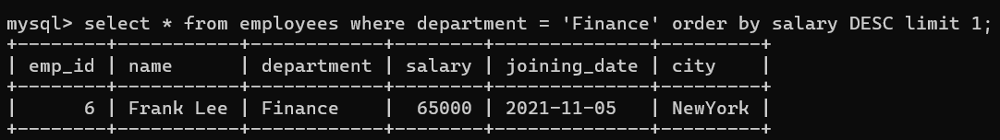 mysql> select * from employees where department = 'Finance' order by salary DESC limit 1;
+--------+-----------+------------+--------+--------------+---------+
| emp_id | name      | department | salary | joining_date | city    |
+--------+-----------+------------+--------+--------------+---------+
|      6 | Frank Lee | Finance    |  65000 | 2021-11-05   | NewYork |
+--------+-----------+------------+--------+--------------+---------+